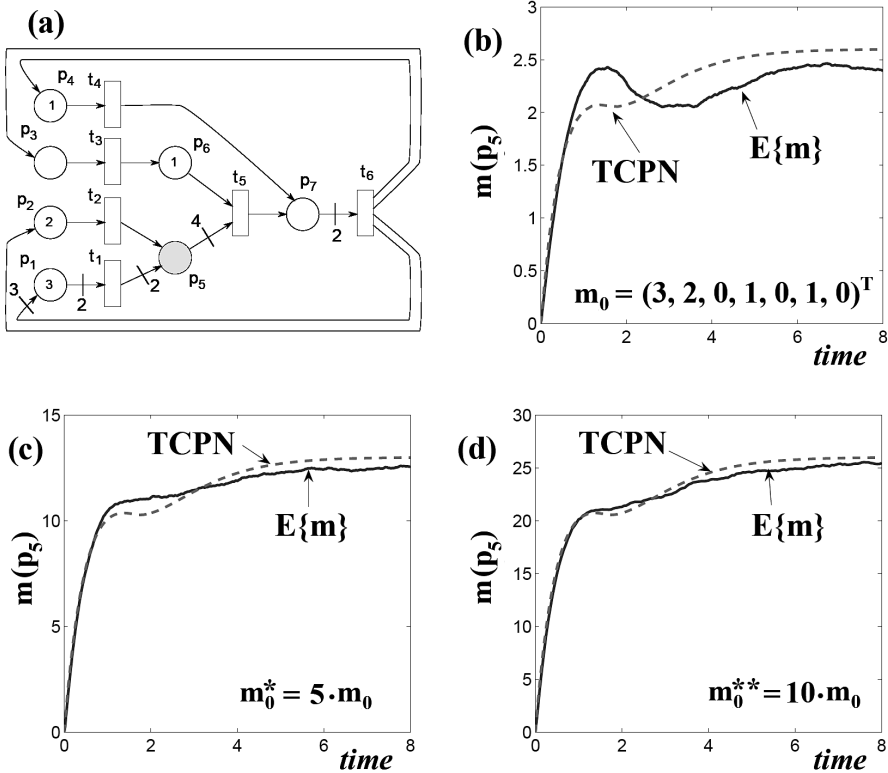 (a)
p4
1
t4
p3
t3
1
p6
t5
p7
t6
p2
2
t2
4
p1
3
3
2
t1
2
p5
2
(b)
m(p5)
3
2.5
2
1.5
1
0.5
0
TCPN
E{m}
m0 = (3, 2, 0, 1, 0, 1, 0)T
0 2 4 6 8
time
(c)
m(p5)
15
10
5
0
TCPN
E{m}
m0* = 5·m0
0 2 4 6 8
time
(d)
m(p5)
30
25
20
15
10
5
0
TCPN
E{m}
m0** = 10·m0
0 2 4 6 8
time